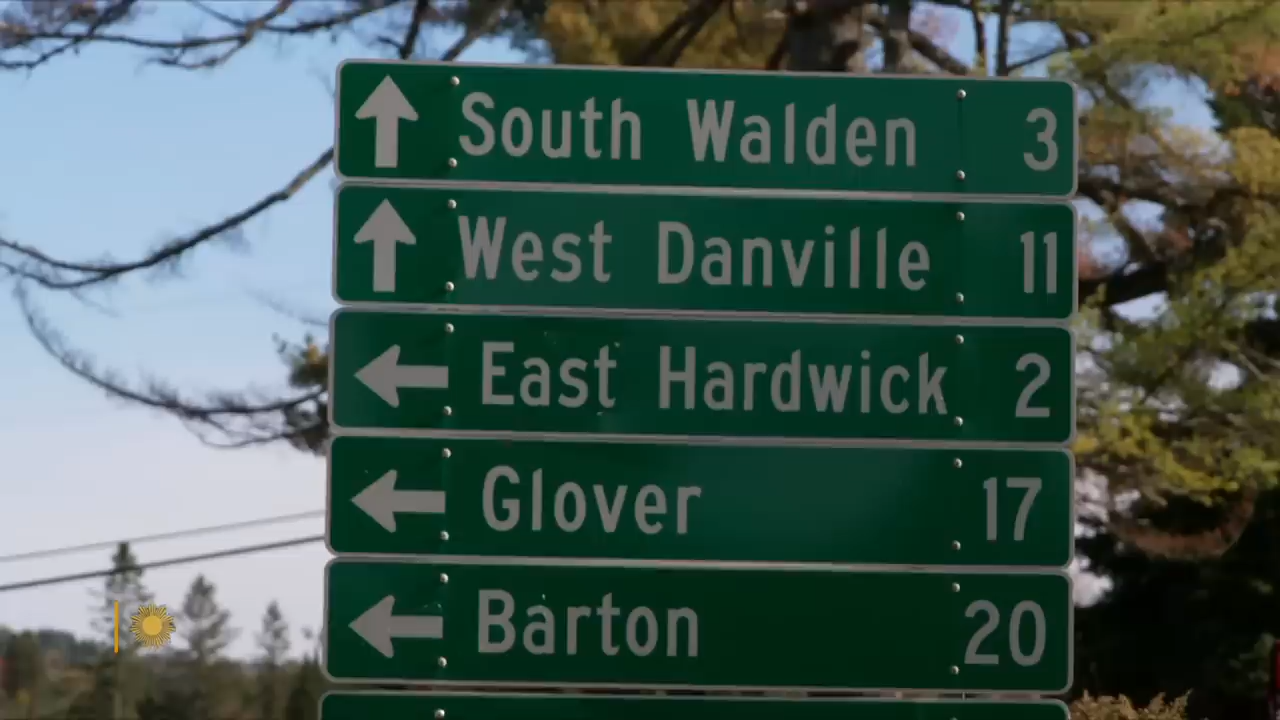 South Walden 3
West Danville 11
East Hardwick 2
Glover 17
Barton 20